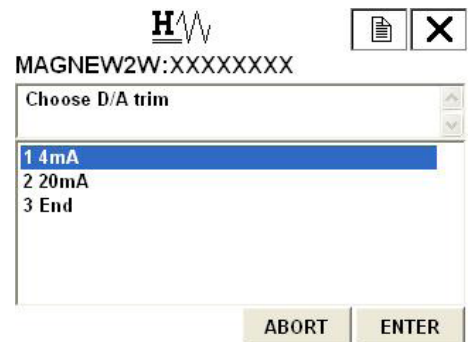 H
MAGNEW2W:XXXXXXXX
Choose D/A trim
1 4mA
2 20mA
3 End
ABORT ENTER